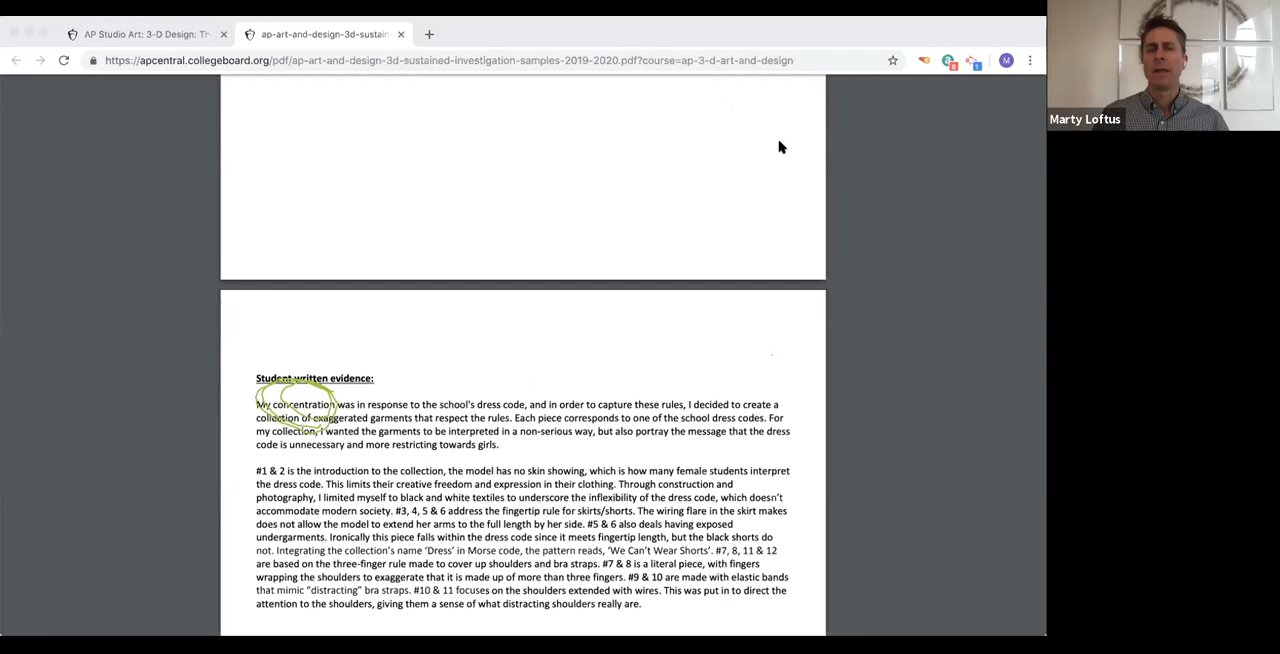 AP Studio Art: 3-D Design: Th
ap-art-and-design-3d-sustain
https://apcentral.collegeboard.org/pdf/ap-art-and-design-3d-sustained-investigation-samples-2019-2020.pdf?course=ap-3-d-art-and-design
M
Marty Loftus
Student written evidence:
My concentration was in response to the school's dress code, and in order to capture these rules, I decided to create a
collection of exaggerated garments that respect the rules. Each piece corresponds to one of the school dress codes. For
my collection, I wanted the garments to be interpreted in a non-serious way, but also portray the message that the dress
code is unnecessary and more restricting towards girls.
#1 & 2 is the introduction to the collection, the model has no skin showing, which is how many female students interpret
the dress code. This limits their creative freedom and expression in their clothing. Through construction and
photography, I limited myself to black and white textiles to underscore the inflexibility of the dress code, which doesn't
accommodate modern society. #3, 4, 5 & 6 address the fingertip rule for skirts/shorts. The wiring flare in the skirt makes
does not allow the model to extend her arms to the full length by her side. #5 & 6 also deals having exposed
undergarments. Ironically this piece falls within the dress code since it meets fingertip length, but the black shorts do
not. Integrating the collection's name 'Dress' in Morse code, the pattern reads, 'We Can't Wear Shorts'. #7, 8, 11 & 12
are based on the three-finger rule made to cover up shoulders and bra straps. #7 & 8 is a literal piece, with fingers
wrapping the shoulders to exaggerate that it is made up of more than three fingers. #9 & 10 are made with elastic bands
that mimic "distracting" bra straps. #10 & 11 focuses on the shoulders extended with wires. This was put in to direct the
attention to the shoulders, giving them a sense of what distracting shoulders really are.